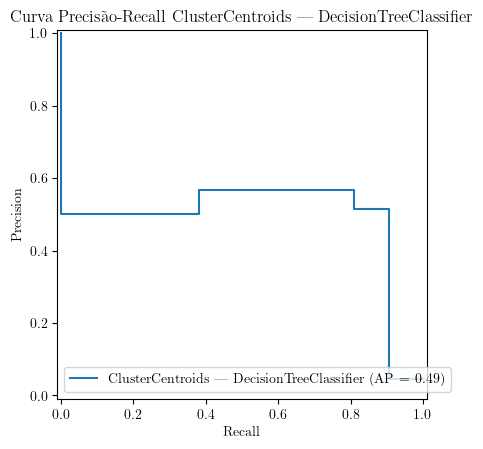 Curva Precisão-Recall ClusterCentroids — DecisionTreeClassifier
1.0
0.8
0.6
0.4
0.2
0.0
Precision
ClusterCentroids — DecisionTreeClassifier (AP = 0.49)
0.0 0.2 0.4 0.6 0.8 1.0
Recall